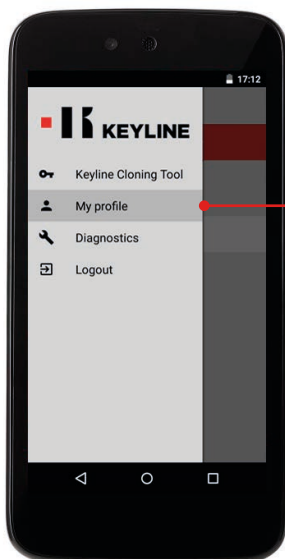 17:12
KEYLINE
Keyline Cloning Tool
My profile
Diagnostics
Logout